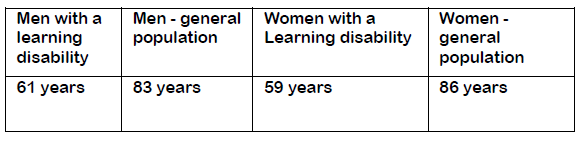 Men with a
learning
disability
Men - general
population
Women with a
Learning disability
Women -
general
population
61 years
83 years
59 years
86 years